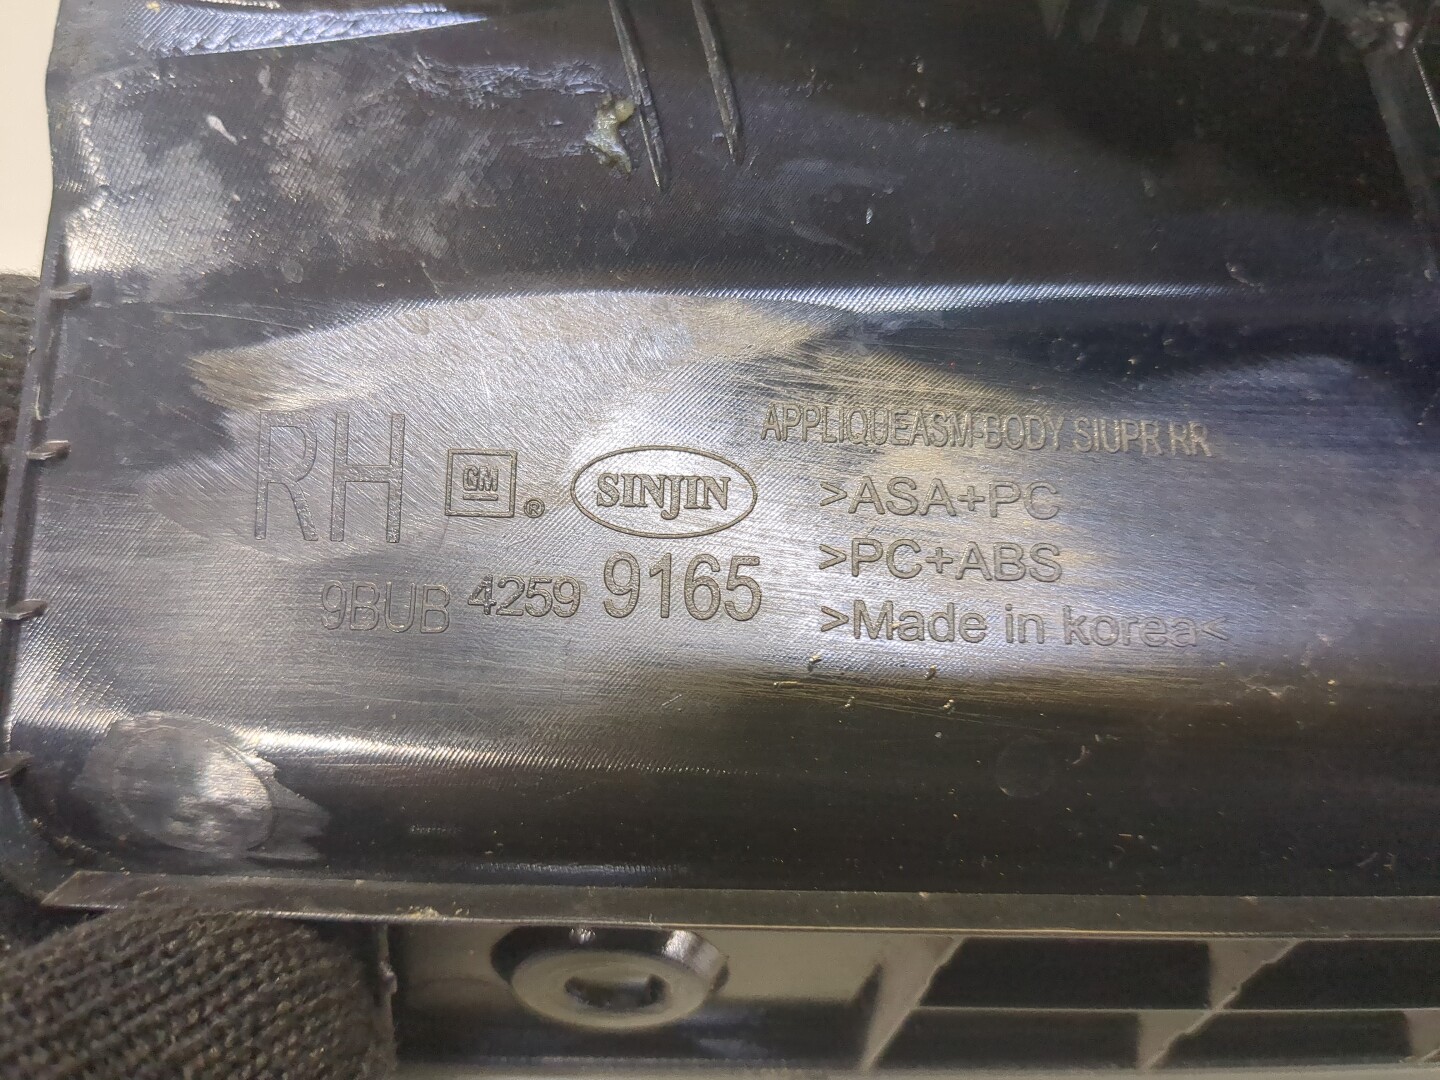 APPLIQUEASM-BODY SIUPR RR
RH GM ® SINJIN
>ASA+PC
>PC+ABS
9BUB 4259 9165
>Made in korea<